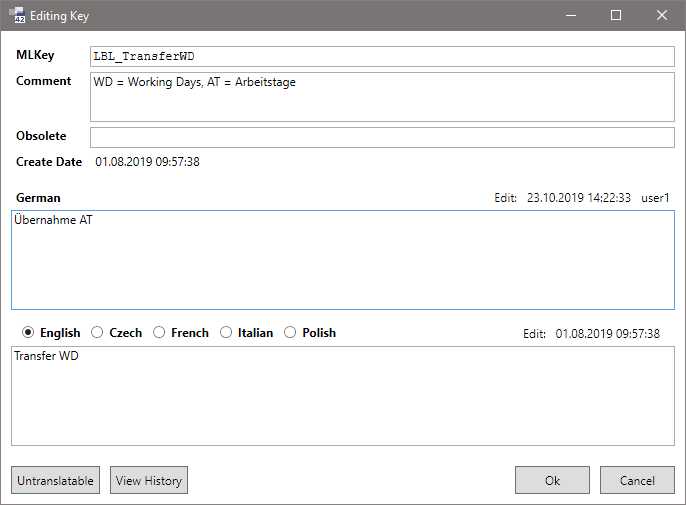 42 Editing Key
MLKey LBL_TransferWD
Comment WD = Working Days, AT = Arbeitstage
Obsolete
Create Date 01.08.2019 09:57:38
German Edit: 23.10.2019 14:22:33 user1
Übernahme AT
English Czech French Italian Polish Edit: 01.08.2019 09:57:38
Transfer WD
Untranslatable View History Ok Cancel